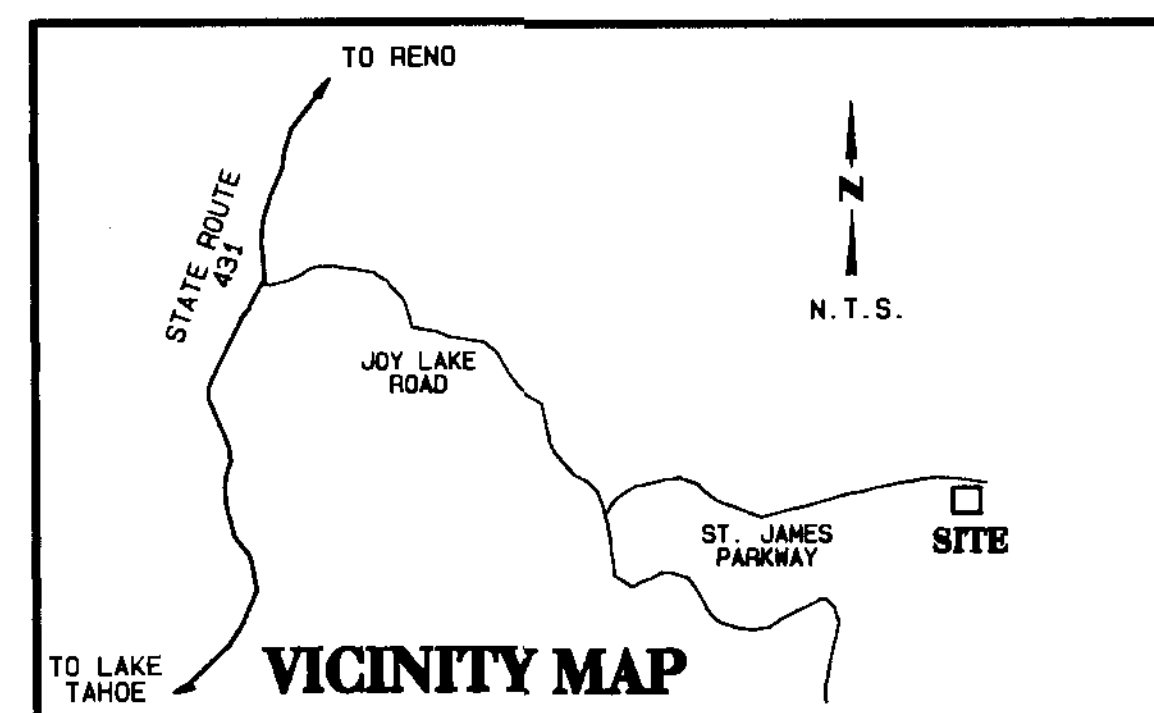 TO RENO
STATE ROUTE
431
N
N.T.S.
JOY LAKE
ROAD
ST. JAMES
PARKWAY
SITE
TO LAKE
TAHOE
VICINITY MAP